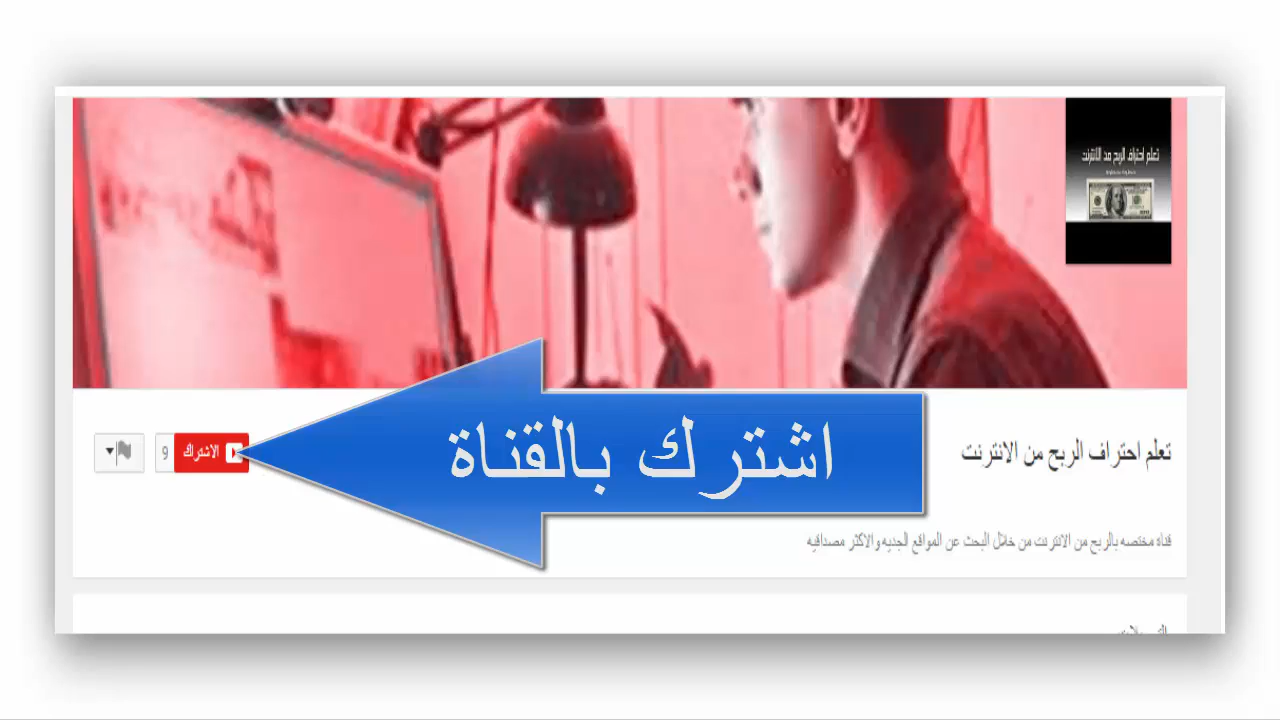 تعلم احتراف الربح من الانترنت
تعلم احتراف الربح من الانترنت
اشترك بالقناة
الاشتراك
9
قناه مختصه بالربح من الانترنت من خلال البحث عن المواقع الجديه والاكثر مصداقيه